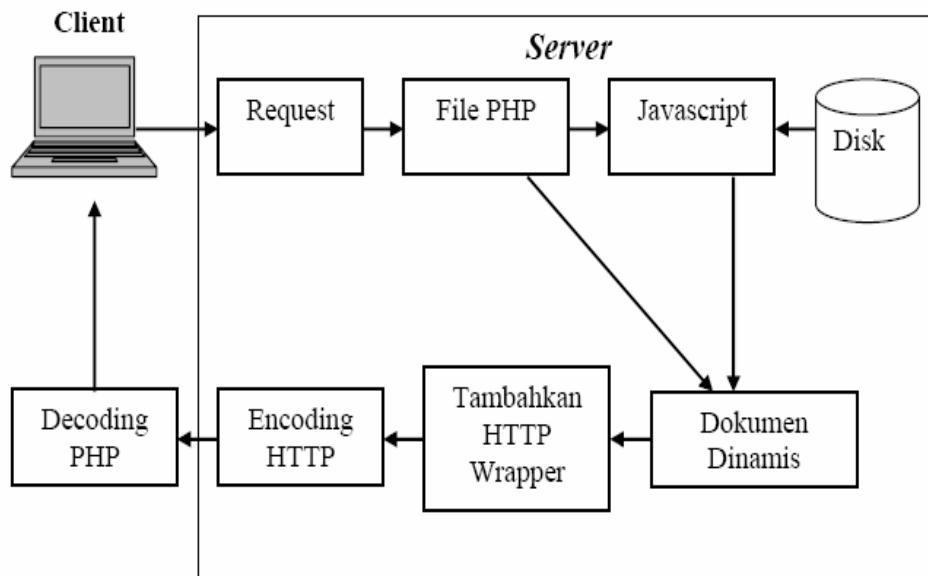 Client
Server
Request
File PHP
Javascript
Disk
Decoding
PHP
Encoding
HTTP
Tambahkan
HTTP
Wrapper
Dokumen
Dinamis